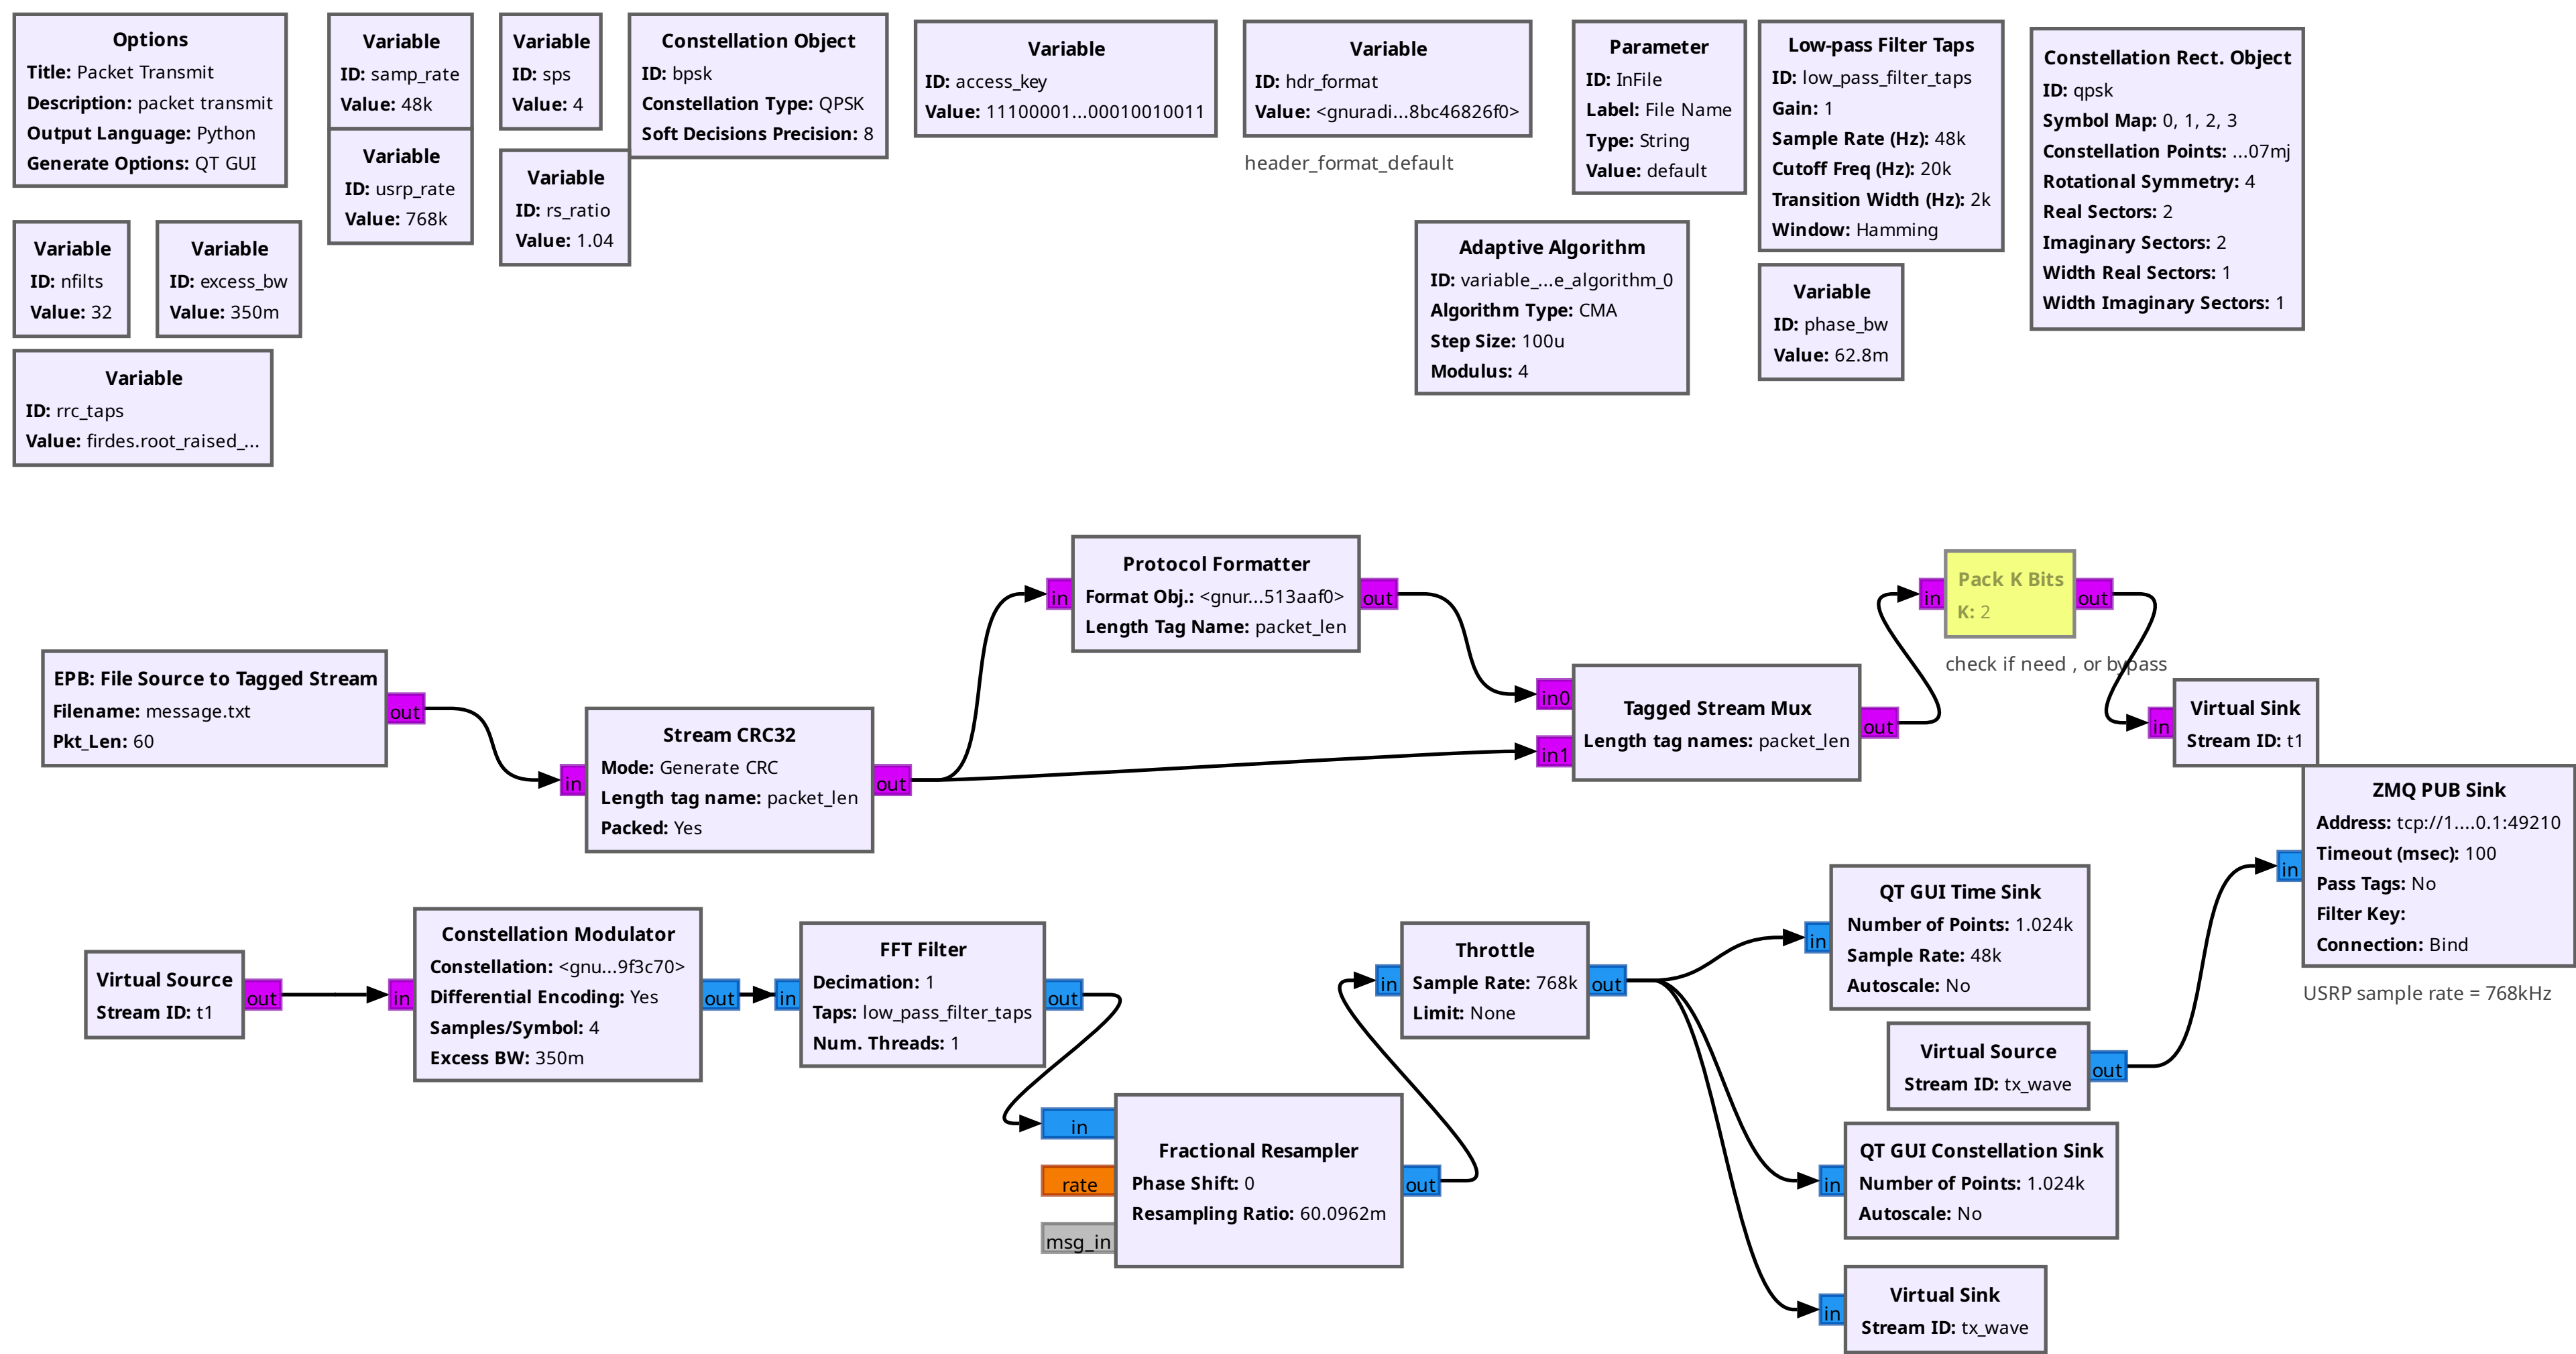 Options
Title: Packet Transmit
Description: packet transmit
Output Language: Python
Generate Options: QT GUI
Variable
ID: samp_rate
Value: 48k
Variable
ID: usrp_rate
Value: 768k
Variable
ID: sps
Value: 4
Variable
ID: rs_ratio
Value: 1.04
Constellation Object
ID: bpsk
Constellation Type: QPSK
Soft Decisions Precision: 8
Variable
ID: access_key
Value: 11100001...00010010011
Variable
ID: hdr_format
Value: <gnuradi...8bc46826f0>
header_format_default
Parameter
ID: InFile
Label: File Name
Type: String
Value: default
Low-pass Filter Taps
ID: low_pass_filter_taps
Gain: 1
Sample Rate (Hz): 48k
Cutoff Freq (Hz): 20k
Transition Width (Hz): 2k
Window: Hamming
Constellation Rect. Object
ID: qpsk
Symbol Map: 0, 1, 2, 3
Constellation Points: ...07mj
Rotational Symmetry: 4
Real Sectors: 2
Imaginary Sectors: 2
Width Real Sectors: 1
Width Imaginary Sectors: 1
Variable
ID: nfilts
Value: 32
Variable
ID: excess_bw
Value: 350m
Adaptive Algorithm
ID: variable_...e_algorithm_0
Algorithm Type: CMA
Step Size: 100u
Modulus: 4
Variable
ID: phase_bw
Value: 62.8m
Variable
ID: rrc_taps
Value: firdes.root_raised_...
Protocol Formatter
Format Obj.: <gnur...513aaf0>
Length Tag Name: packet_len
in
out
Pack K Bits
K: 2
in
out
check if need , or bypass
EPB: File Source to Tagged Stream
Filename: message.txt
Pkt_Len: 60
out
Stream CRC32
Mode: Generate CRC
Length tag name: packet_len
Packed: Yes
in
out
Tagged Stream Mux
Length tag names: packet_len
in0
in1
out
Virtual Sink
Stream ID: t1
in
ZMQ PUB Sink
Address: tcp://1....0.1:49210
Timeout (msec): 100
Pass Tags: No
Filter Key:
Connection: Bind
in
USRP sample rate = 768kHz
Virtual Source
Stream ID: t1
out
Constellation Modulator
Constellation: <gnu...9f3c70>
Differential Encoding: Yes
Samples/Symbol: 4
Excess BW: 350m
in
out
FFT Filter
Decimation: 1
Taps: low_pass_filter_taps
Num. Threads: 1
in
out
Fractional Resampler
Phase Shift: 0
Resampling Ratio: 60.0962m
in
rate
msg_in
out
Throttle
Sample Rate: 768k
Limit: None
in
out
QT GUI Time Sink
Number of Points: 1.024k
Sample Rate: 48k
Autoscale: No
in
Virtual Source
Stream ID: tx_wave
out
QT GUI Constellation Sink
Number of Points: 1.024k
Autoscale: No
in
Virtual Sink
Stream ID: tx_wave
in